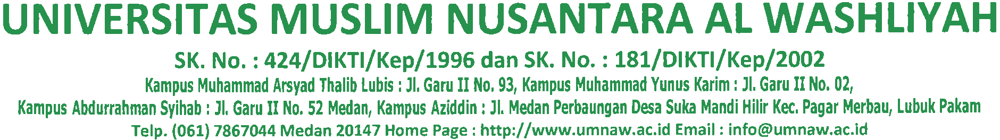 UNIVERSITAS MUSLIM NUSANTARA AL WASHLIYAH
SK. No. : 424/DIKTI/Kep/1996 dan SK. No. : 181/DIKTI/Kep/2002
Kampus Muhammad Arsyad Thalib Lubis : Jl. Garu II No. 93, Kampus Muhammad Yunus Karim : Jl. Garu II No. 02,
Kampus Abdurrahman Syihab : Jl. Garu II No. 52 Medan, Kampus Aziddin : Jl. Medan Perbaungan Desa Suka Mandi Hilir Kec. Pagar Merbau, Lubuk Pakam
Telp. (061) 7867044 Medan 20147 Home Page : http://www.umnaw.ac.id Email : info@umnaw.ac.id